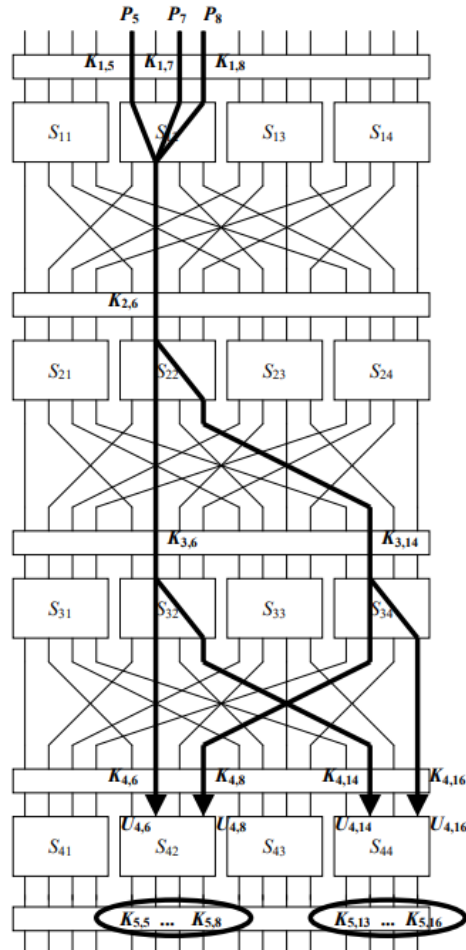 P5 P7 P8
K1,5 K1,7 K1,8
S11 S12 S13 S14
K2,6
S21 S22 S23 S24
K3,6 K3,14
S31 S32 S33 S34
K4,6 K4,8 K4,14 K4,16
U4,6 U4,8 U4,14 U4,16
S41 S42 S43 S44
K5,5 ... K5,8 K5,13 ... K5,16